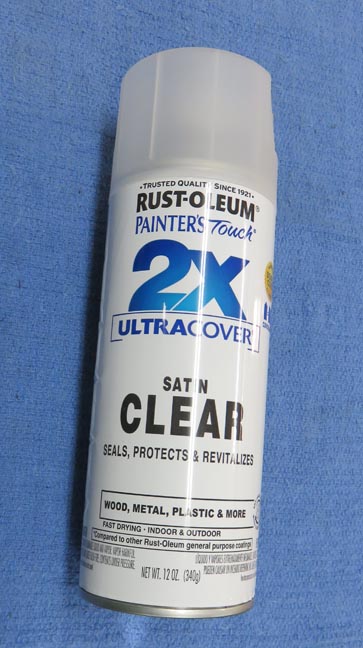 • TRUSTED QUALITY SINCE 1921 •
RUST-OLEUM®
PAINTER'S Touch®
2X
ULTRACOVER
SATIN
CLEAR
SEALS, PROTECTS & REVITALIZES
WOOD, METAL, PLASTIC & MORE
FAST DRYING • INDOOR & OUTDOOR
*Compared to other Rust-Oleum general purpose coatings
NET WT. 12 OZ. (340g)